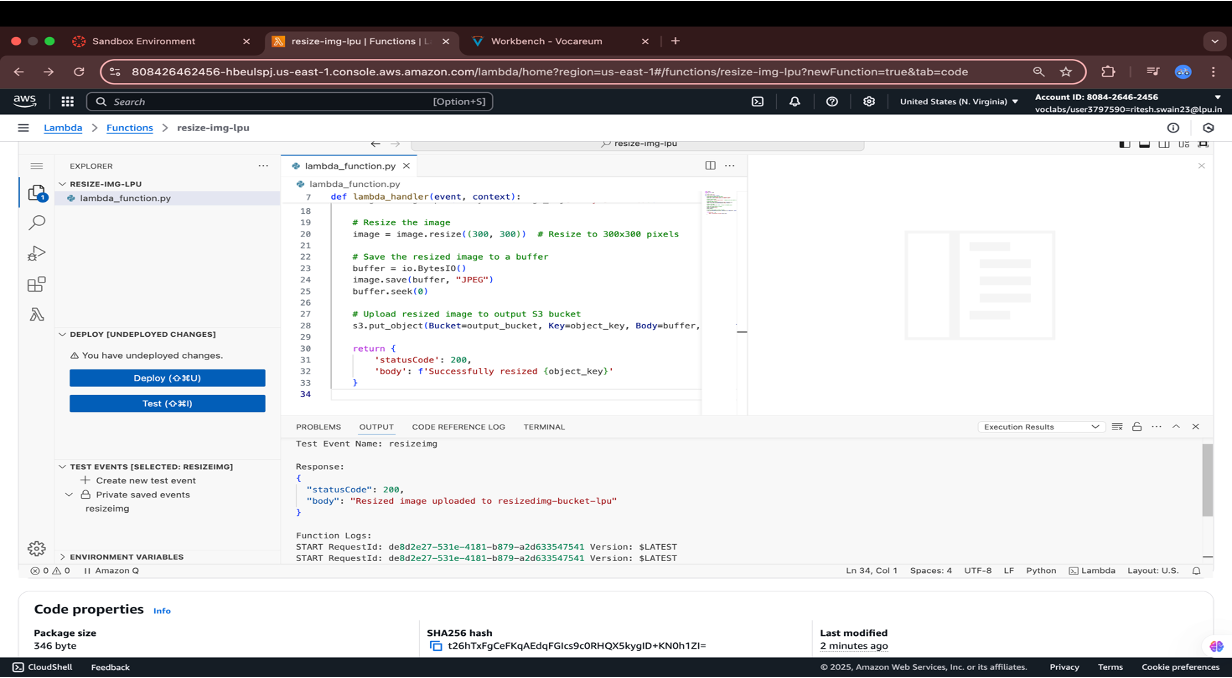 Sandbox Environment
resize-img-lpu | Functions | L
Workbench - Vocareum
808426462456-hbeulspj.us-east-1.console.aws.amazon.com/lambda/home?region=us-east-1#/functions/resize-img-lpu?newFunction=true&tab=code
aws
Search
[Option+S]
United States (N. Virginia)
Account ID: 8084-2646-2456
voclabs/user3797590=ritesh.swain23@lpu.in
Lambda > Functions > resize-img-lpu
resize-img-lpu
EXPLORER
RESIZE-IMG-LPU
1
lambda_function.py
DEPLOY [UNDEPLOYED CHANGES]
You have undeployed changes.
Deploy (⇧⌘U)
Test (⇧⌘I)
TEST EVENTS [SELECTED: RESIZEIMG]
Create new test event
Private saved events
resizeimg
ENVIRONMENT VARIABLES
lambda_function.py
lambda_function.py
7 def lambda_handler(event, context):
18
19 # Resize the image
20 image = image.resize((300, 300))  # Resize to 300x300 pixels
21
22 # Save the resized image to a buffer
23 buffer = io.BytesIO()
24 image.save(buffer, "JPEG")
25 buffer.seek(0)
26
27 # Upload resized image to output S3 bucket
28 s3.put_object(Bucket=output_bucket, Key=object_key, Body=buffer,
29
30 return {
31 'statusCode': 200,
32 'body': f'Successfully resized {object_key}'
33 }
34
PROBLEMS OUTPUT CODE REFERENCE LOG TERMINAL
Execution Results
Test Event Name: resizeimg
Response:
{
"statusCode": 200,
"body": "Resized image uploaded to resizedimg-bucket-lpu"
}
Function Logs:
START RequestId: de8d2e27-531e-4181-b879-a2d633547541 Version: $LATEST
START RequestId: de8d2e27-531e-4181-b879-a2d633547541 Version: $LATEST
0 0 Amazon Q
Ln 34, Col 1 Spaces: 4 UTF-8 LF Python Lambda Layout: U.S.
Code properties Info
Package size
346 byte
SHA256 hash
t26hTxFgCeFKqAEdqFGIcs9c0RHQX5kygID+KN0h1ZI=
Last modified
2 minutes ago
CloudShell Feedback
© 2025, Amazon Web Services, Inc. or its affiliates. Privacy Terms Cookie preferences